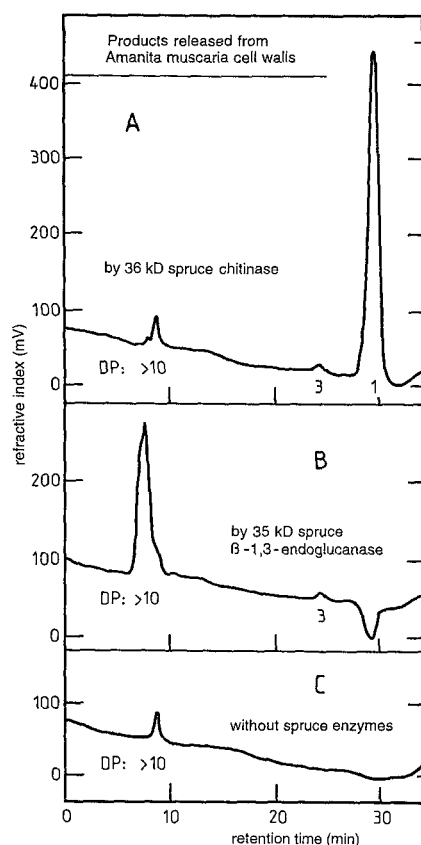 Products released from
Amanita muscaria cell walls
A
400
300
200
100
0
by 36 kD spruce chitinase
DP: >10
3
1
refractive index (mV)
B
200
100
0
by 35 kD spruce
ß-1,3-endoglucanase
DP: >10
3
C
100
0
without spruce enzymes
DP: >10
0
10
20
30
retention time (min)